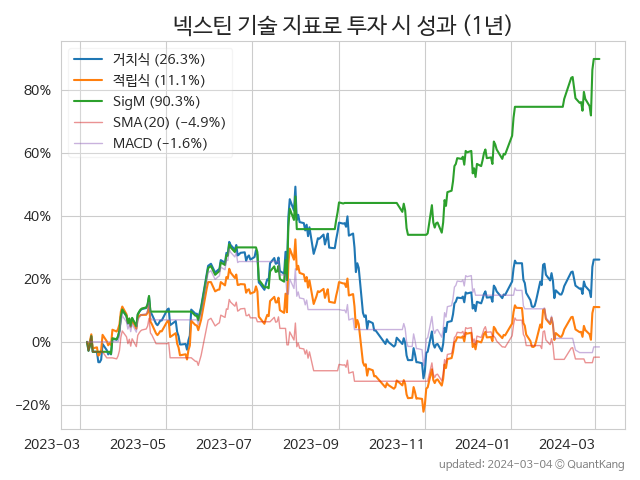 넥스틴 기술 지표로 투자 시 성과 (1년)
거치식 (26.3%)
적립식 (11.1%)
SigM (90.3%)
SMA(20) (−4.9%)
MACD (−1.6%)
80%
60%
40%
20%
0%
−20%
2023-03 2023-05 2023-07 2023-09 2023-11 2024-01 2024-03
updated: 2024-03-04 © QuantKang